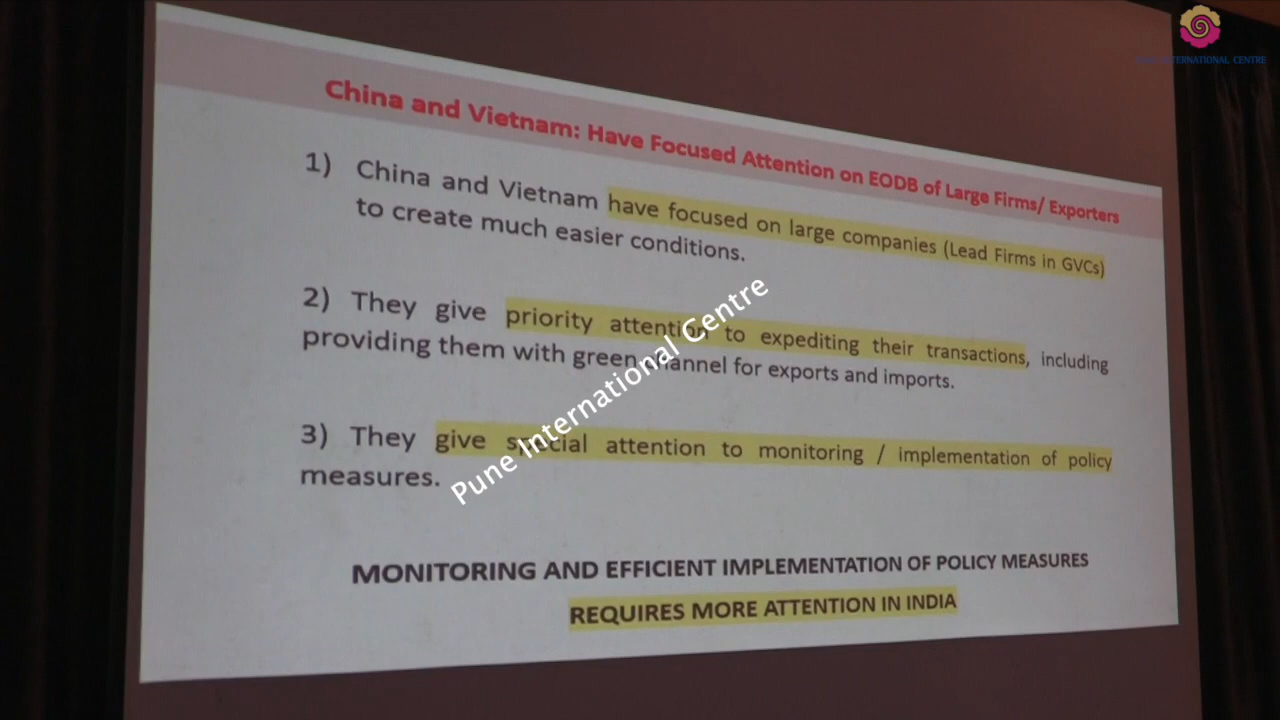 China and Vietnam: Have Focused Attention on EODB of Large Firms/ Exporters
1) China and Vietnam have focused on large companies (Lead Firms in GVCs)
to create much easier conditions.
2) They give priority attention to expediting their transactions, including
providing them with green channel for exports and imports.
3) They give special attention to monitoring / implementation of policy
measures.
MONITORING AND EFFICIENT IMPLEMENTATION OF POLICY MEASURES
REQUIRES MORE ATTENTION IN INDIA
Pune International Centre
INTERNATIONAL CENTRE